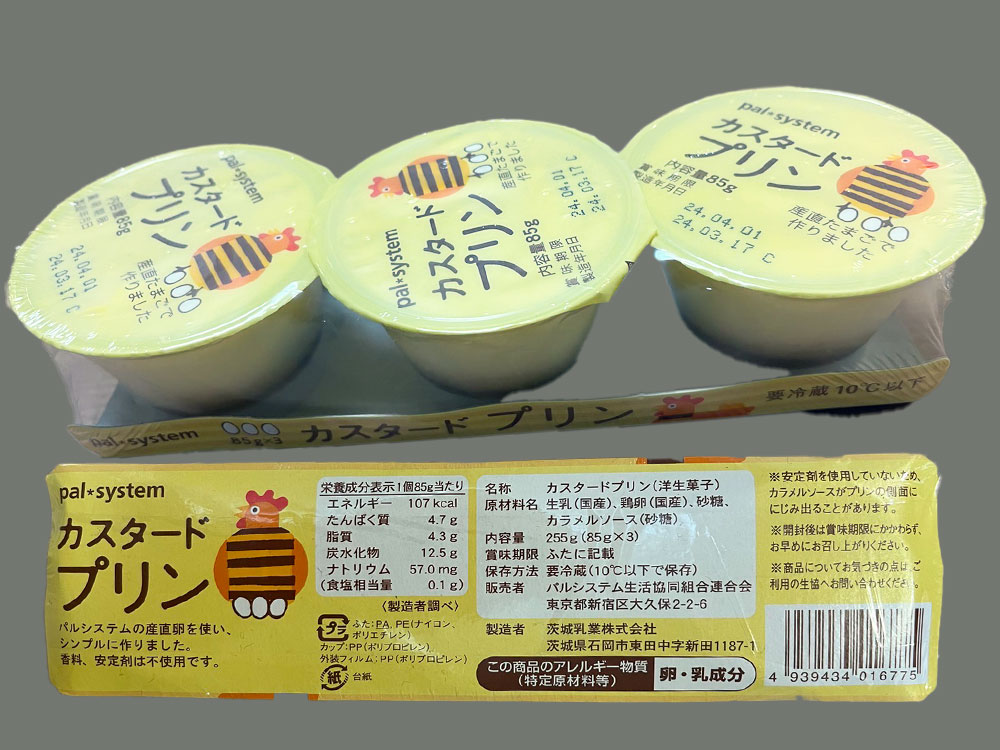 pal*system
カスタード
プリン
内容量85g
賞味期限
製造年月日
24.04.01
24.03.17 C
産直たまごで
作りました
pal*system
カスタード
プリン
内容量85g
賞味期限
製造年月日
24.04.01
24.03.17 C
産直たまごで
作りました
pal*system
カスタード
プリン
内容量85g
賞味期限
製造年月日
24.04.01
24.03.17 C
産直たまごで
作りました
pal*system 85g×3 カスタード プリン 要冷蔵10℃以下
pal*system
カスタード
プリン
パルシステムの産直卵を使い、
シンプルに作りました。
香料、安定剤は不使用です。
栄養成分表示1個85g当たり
エネルギー 107kcal
たんぱく質 4.7g
脂質 4.3g
炭水化物 12.5g
ナトリウム 57.0mg
(食塩相当量 0.1g)
〈製造者調べ〉
プラ
ふた:PA,PE(ナイロン、
ポリエチレン)
カップ:PP(ポリプロピレン)
外装フィルム:PP(ポリプロピレン)
紙 台紙
名称 カスタードプリン(洋生菓子)
原材料名 生乳(国産)、鶏卵(国産)、砂糖、
カラメルソース(砂糖)
内容量 255g(85g×3)
賞味期限 ふたに記載
保存方法 要冷蔵(10℃以下で保存)
販売者 パルシステム生活協同組合連合会
東京都新宿区大久保2-2-6
製造者 茨城乳業株式会社
茨城県石岡市東田中字新田1187-1
この商品のアレルギー物質
(特定原材料等)
卵・乳成分
※安定剤を使用していないため、
カラメルソースがプリンの側面に
にじみ出ることがあります。
※開封後は賞味期限にかかわらず、
お早めにお召し上がりください。
※商品についてお気づきの点は、ご
利用の生協へお問い合わせください。
4 939434 016775